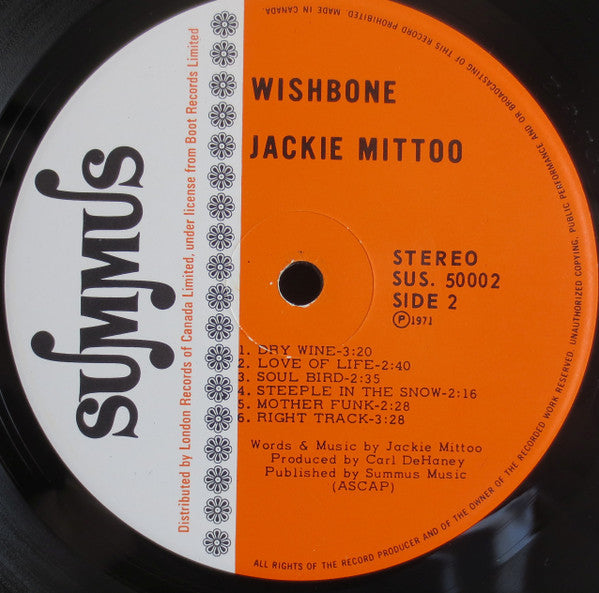 WISHBONE
JACKIE MITTOO
SUMMUS
Distributed by London Records of Canada Limited, under license from Boot Records Limited
STEREO
SUS. 50002
SIDE 2
Ⓟ1971
1. DRY WINE-3:20
2. LOVE OF LIFE-2:40
3. SOUL BIRD-2:35
4. STEEPLE IN THE SNOW-2:16
5. MOTHER FUNK-2:28
6. RIGHT TRACK-3:28
Words & Music by Jackie Mittoo
Produced by Carl DeHaney
Published by Summus Music
(ASCAP)
ALL RIGHTS OF THE RECORD PRODUCER AND OF THE OWNER OF THE RECORDED WORK RESERVED. UNAUTHORIZED COPYING, PUBLIC PERFORMANCE AND OR BROADCASTING OF THIS RECORD PROHIBITED. MADE IN CANADA